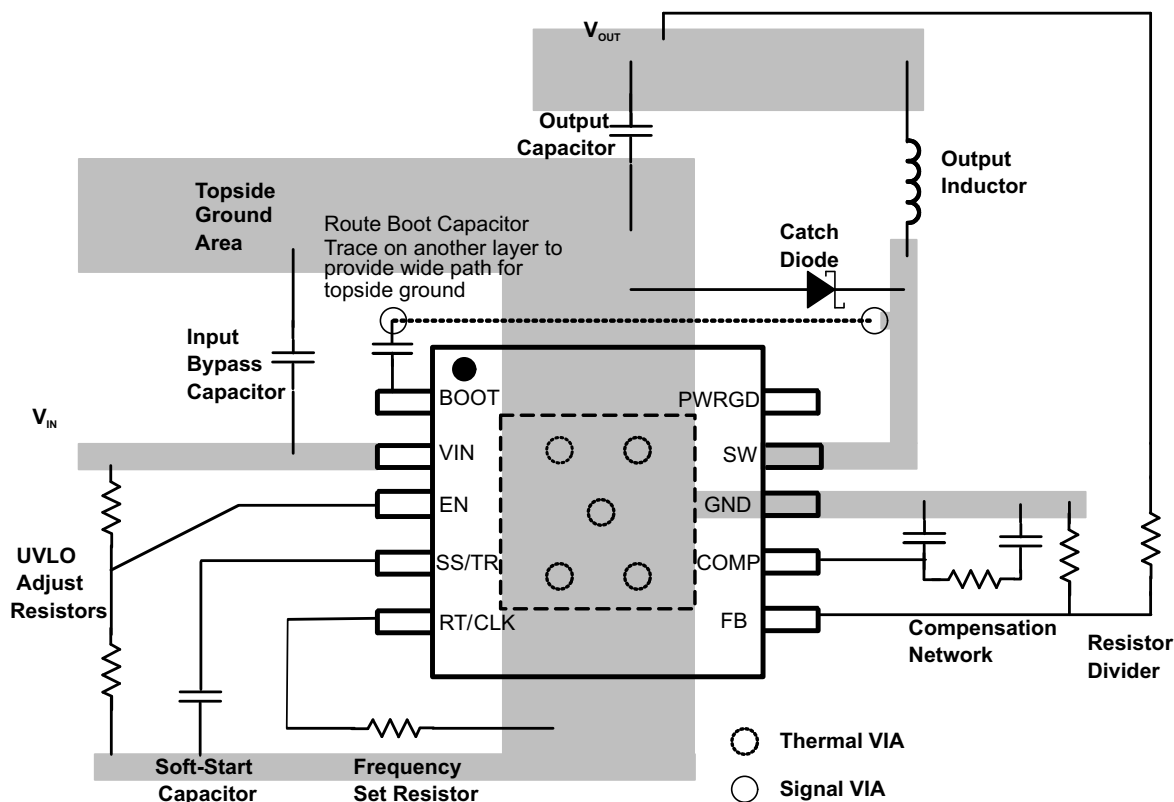 VOUT
Output
Capacitor
Output
Inductor
Topside
Ground
Area
Route Boot Capacitor
Trace on another layer to
provide wide path for
topside ground
Catch
Diode
Input
Bypass
Capacitor
VIN
BOOT
VIN
EN
SS/TR
RT/CLK
PWRGD
SW
GND
COMP
FB
UVLO
Adjust
Resistors
Compensation
Network
Resistor
Divider
Soft-Start
Capacitor
Frequency
Set Resistor
Thermal VIA
Signal VIA